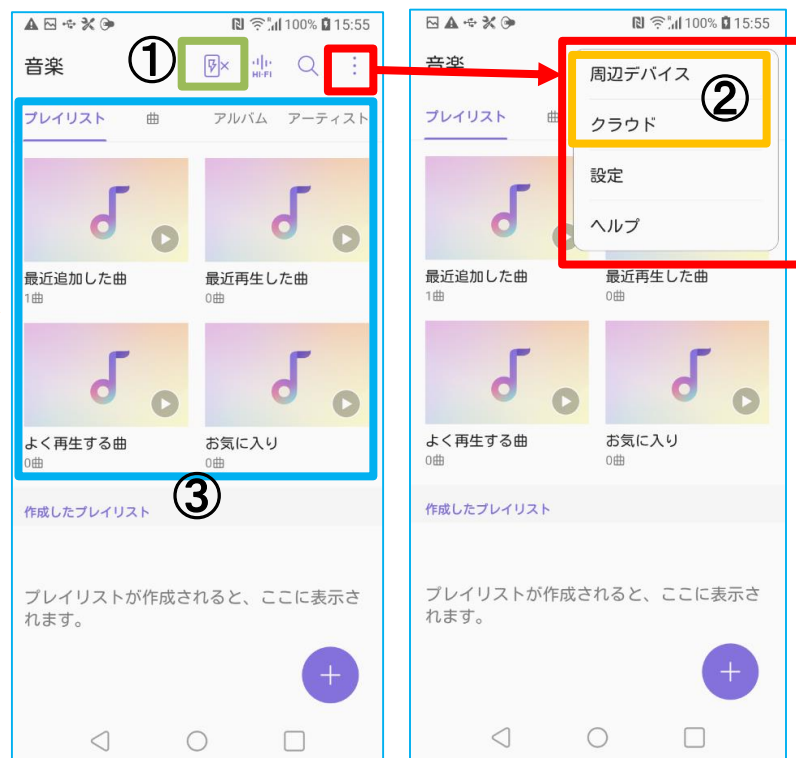 100% 15:55
音楽
①
HI-FI
プレイリスト 曲 アルバム アーティスト
最近追加した曲
1曲
最近再生した曲
0曲
よく再生する曲
0曲
お気に入り
0曲
③
作成したプレイリスト
プレイリストが作成されると、ここに表示さ
れます。
100% 15:55
音楽
周辺デバイス
②
クラウド
設定
ヘルプ
プレイリスト 曲
最近追加した曲
1曲
最近再生した曲
0曲
よく再生する曲
0曲
お気に入り
0曲
作成したプレイリスト
プレイリストが作成されると、ここに表示さ
れます。